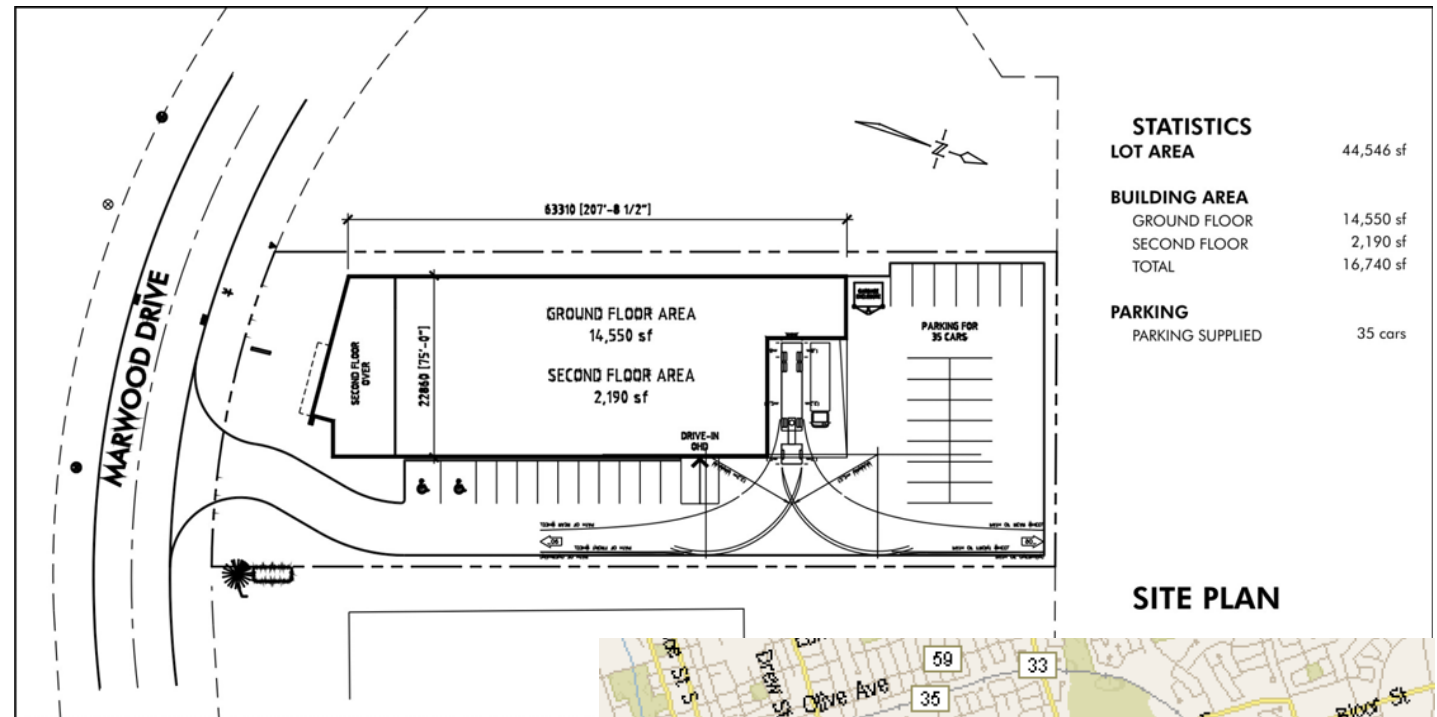 STATISTICS
LOT AREA 44,546 sf
BUILDING AREA
GROUND FLOOR 14,550 sf
SECOND FLOOR 2,190 sf
TOTAL 16,740 sf
PARKING
PARKING SUPPLIED 35 cars
N
63310 [207'-8 1/2"]
MARWOOD DRIVE
SECOND FLOOR
OVER
22860 [75'-0"]
GROUND FLOOR AREA
14,550 sf
SECOND FLOOR AREA
2,190 sf
DRIVE-IN
OHD
PARKING FOR
35 CARS
SITE PLAN
59
33
35
Drew St
Olive Ave
Bloor St